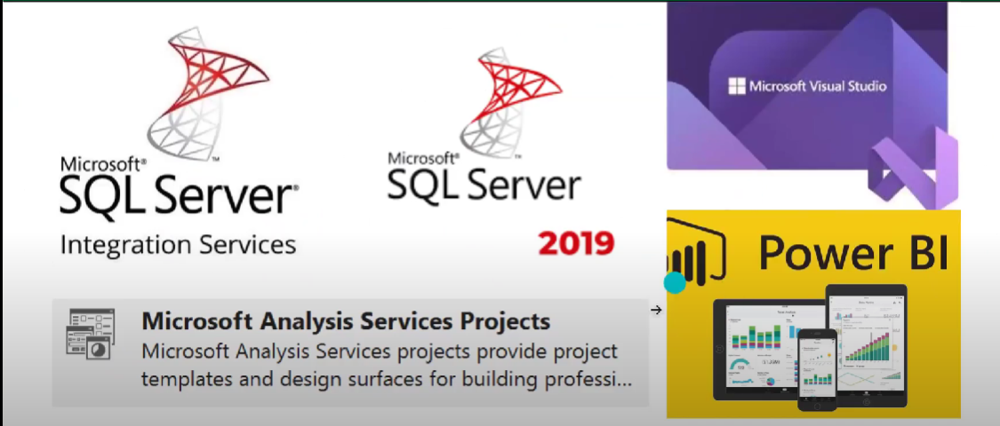 Microsoft®
SQL Server®
Integration Services
Microsoft®
SQL Server
2019
Microsoft Visual Studio
Power BI
Microsoft Analysis Services Projects
Microsoft Analysis Services projects provide project
templates and design surfaces for building professi...